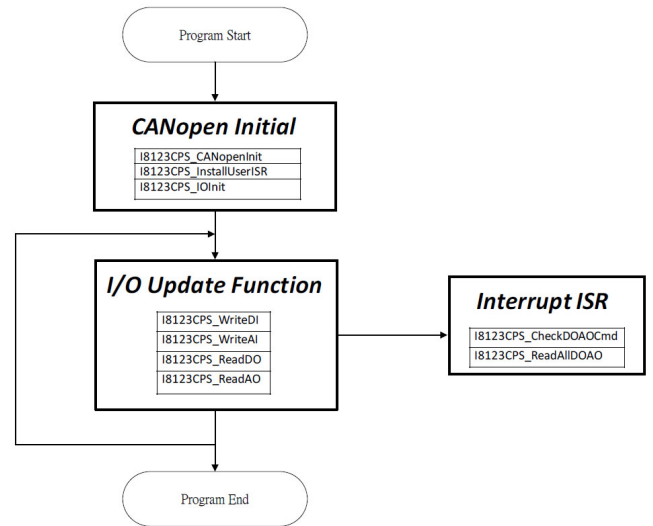 Program Start
CANopen Initial
I8123CPS_CANopenInit
I8123CPS_InstallUserISR
I8123CPS_IOInit
I/O Update Function
I8123CPS_WriteDI
I8123CPS_WriteAI
I8123CPS_ReadDO
I8123CPS_ReadAO
Interrupt ISR
I8123CPS_CheckDOAOCmd
I8123CPS_ReadAllDOAO
Program End